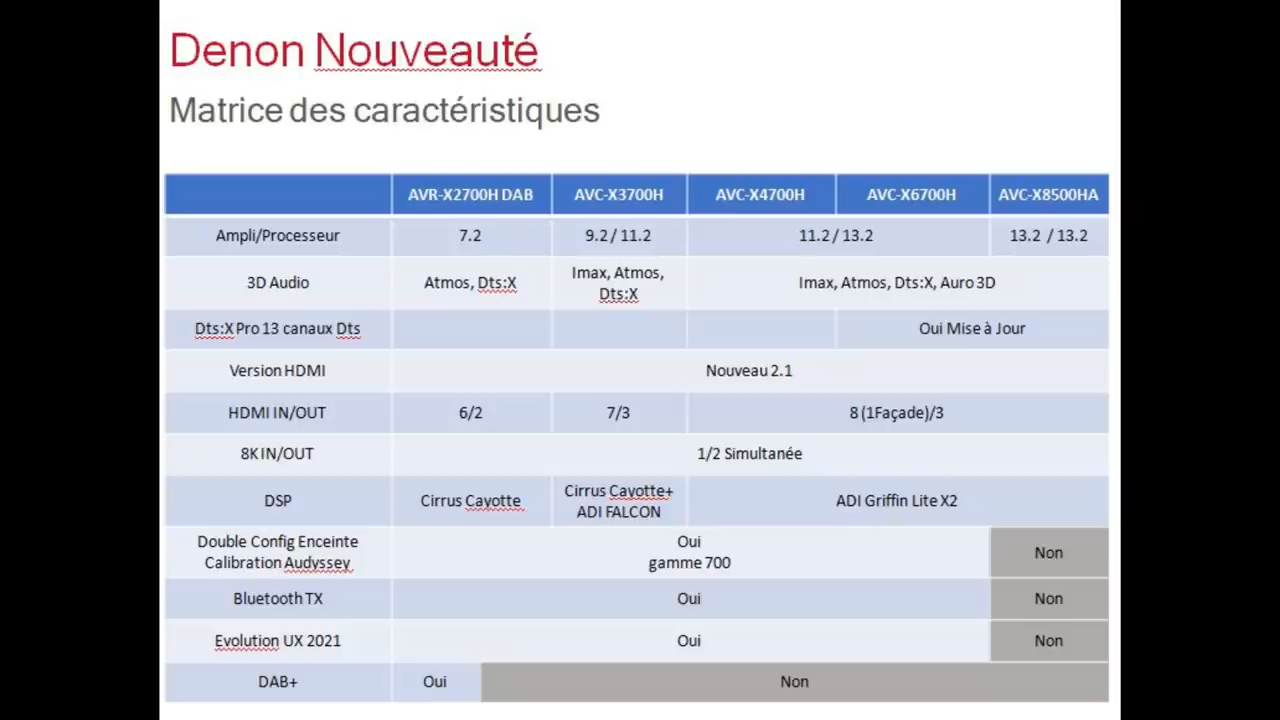 Denon Nouveauté
Matrice des caractéristiques
AVR-X2700H DAB AVC-X3700H AVC-X4700H AVC-X6700H AVC-X8500HA
Ampli/Processeur 7.2 9.2 / 11.2 11.2 / 13.2 13.2 / 13.2
3D Audio Atmos, Dts:X Imax, Atmos, Dts:X Imax, Atmos, Dts:X, Auro 3D
Dts:X Pro 13 canaux Dts Oui Mise à Jour
Version HDMI Nouveau 2.1
HDMI IN/OUT 6/2 7/3 8 (1Façade)/3
8K IN/OUT 1/2 Simultanée
DSP Cirrus Cayotte Cirrus Cayotte+ ADI FALCON ADI Griffin Lite X2
Double Config Enceinte Calibration Audyssey Oui gamme 700 Non
Bluetooth TX Oui Non
Evolution UX 2021 Oui Non
DAB+ Oui Non